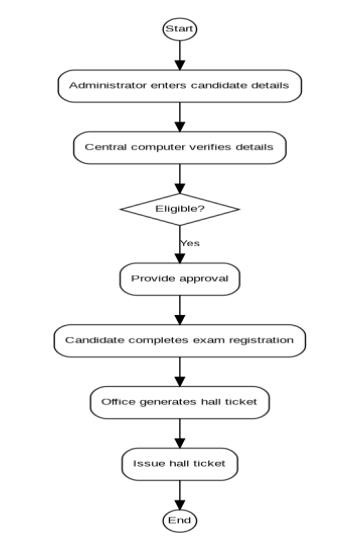 Start
Administrator enters candidate details
Central computer verifies details
Eligible?
Yes
Provide approval
Candidate completes exam registration
Office generates hall ticket
Issue hall ticket
End